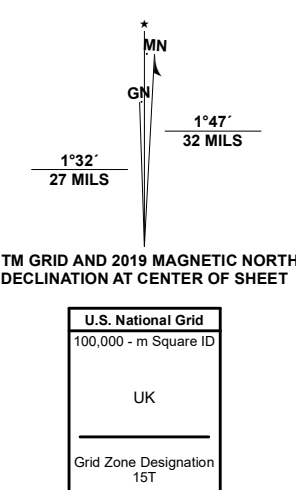 ★
MN
GN
1°47´
32 MILS
1°32´
27 MILS
TM GRID AND 2019 MAGNETIC NORTH
DECLINATION AT CENTER OF SHEET
U.S. National Grid
100,000 - m Square ID
UK
Grid Zone Designation
15T